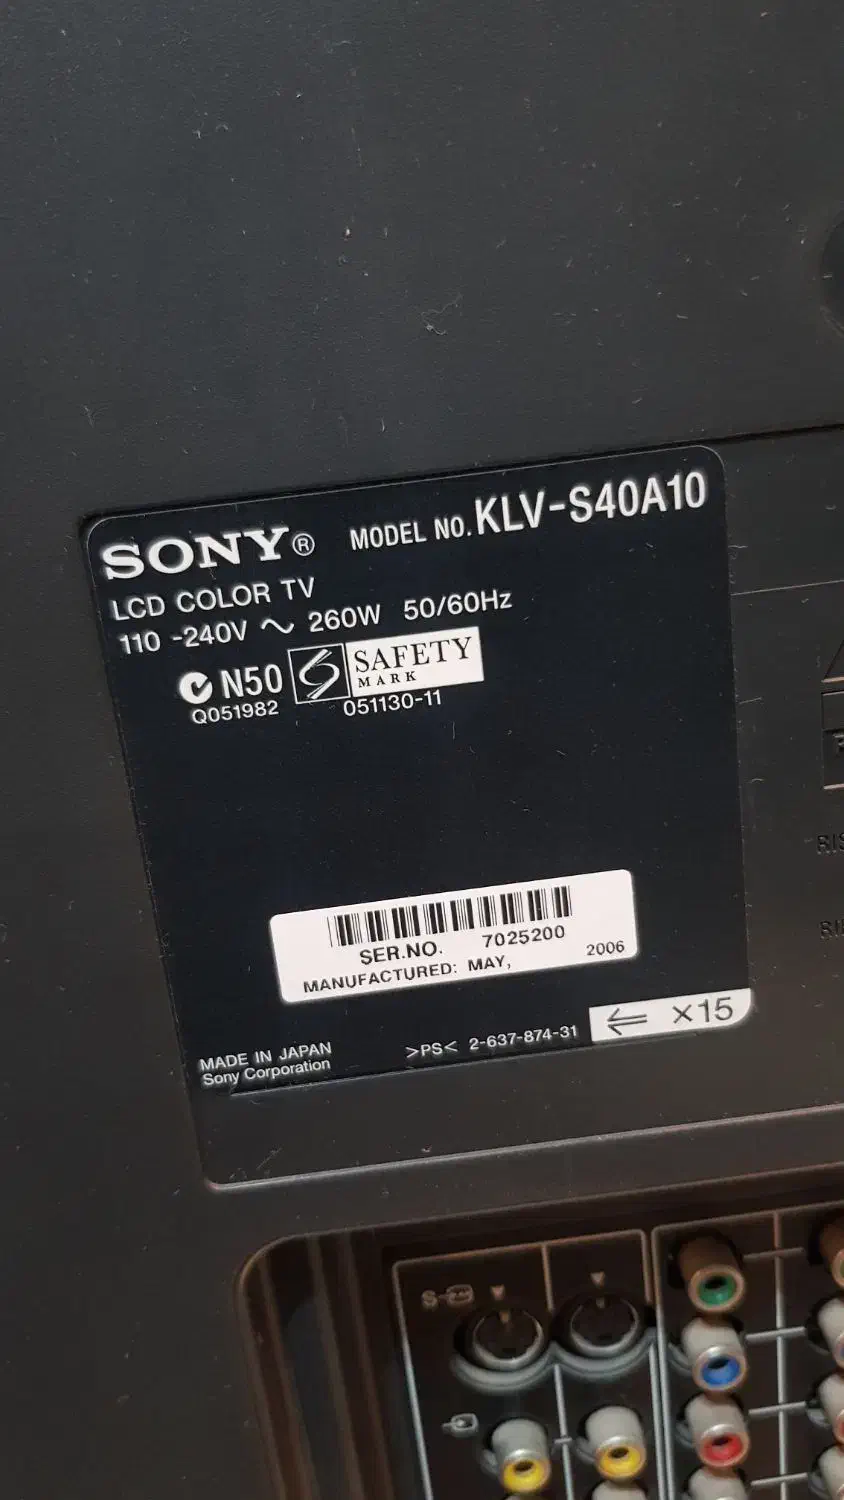 SONY® MODEL NO. KLV-S40A10
LCD COLOR TV
110 -240V ~ 260W 50/60Hz
N50 SAFETY
MARK
Q051982 051130-11
SER.NO. 7025200
MANUFACTURED: MAY, 2006
⇐ ×15
MADE IN JAPAN >PS< 2-637-874-31
Sony Corporation